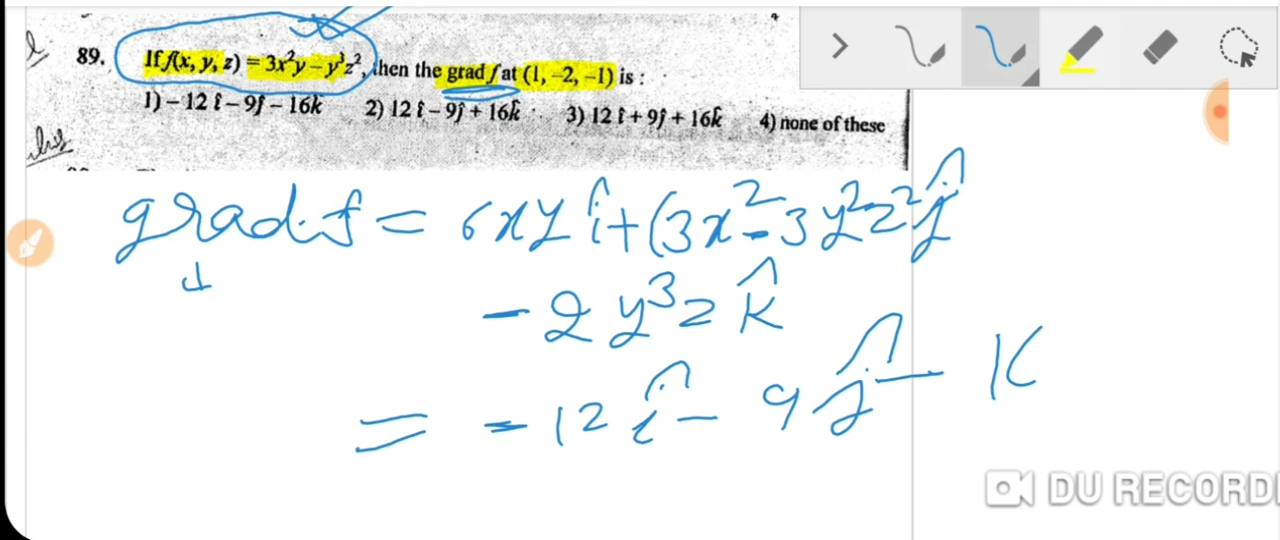 89. If f(x, y, z) = 3x²y – y³z², then the grad f at (1, –2, –1) is :
1) – 12 î – 9ĵ – 16k̂ 2) 12 î – 9ĵ + 16k̂ 3) 12 î + 9ĵ + 16k̂ 4) none of these
grad.f = 6xy î + (3x² - 3y²z² ĵ
- 2y³z k̂
= - 12 î - 9 ĵ - K
DU RECORD